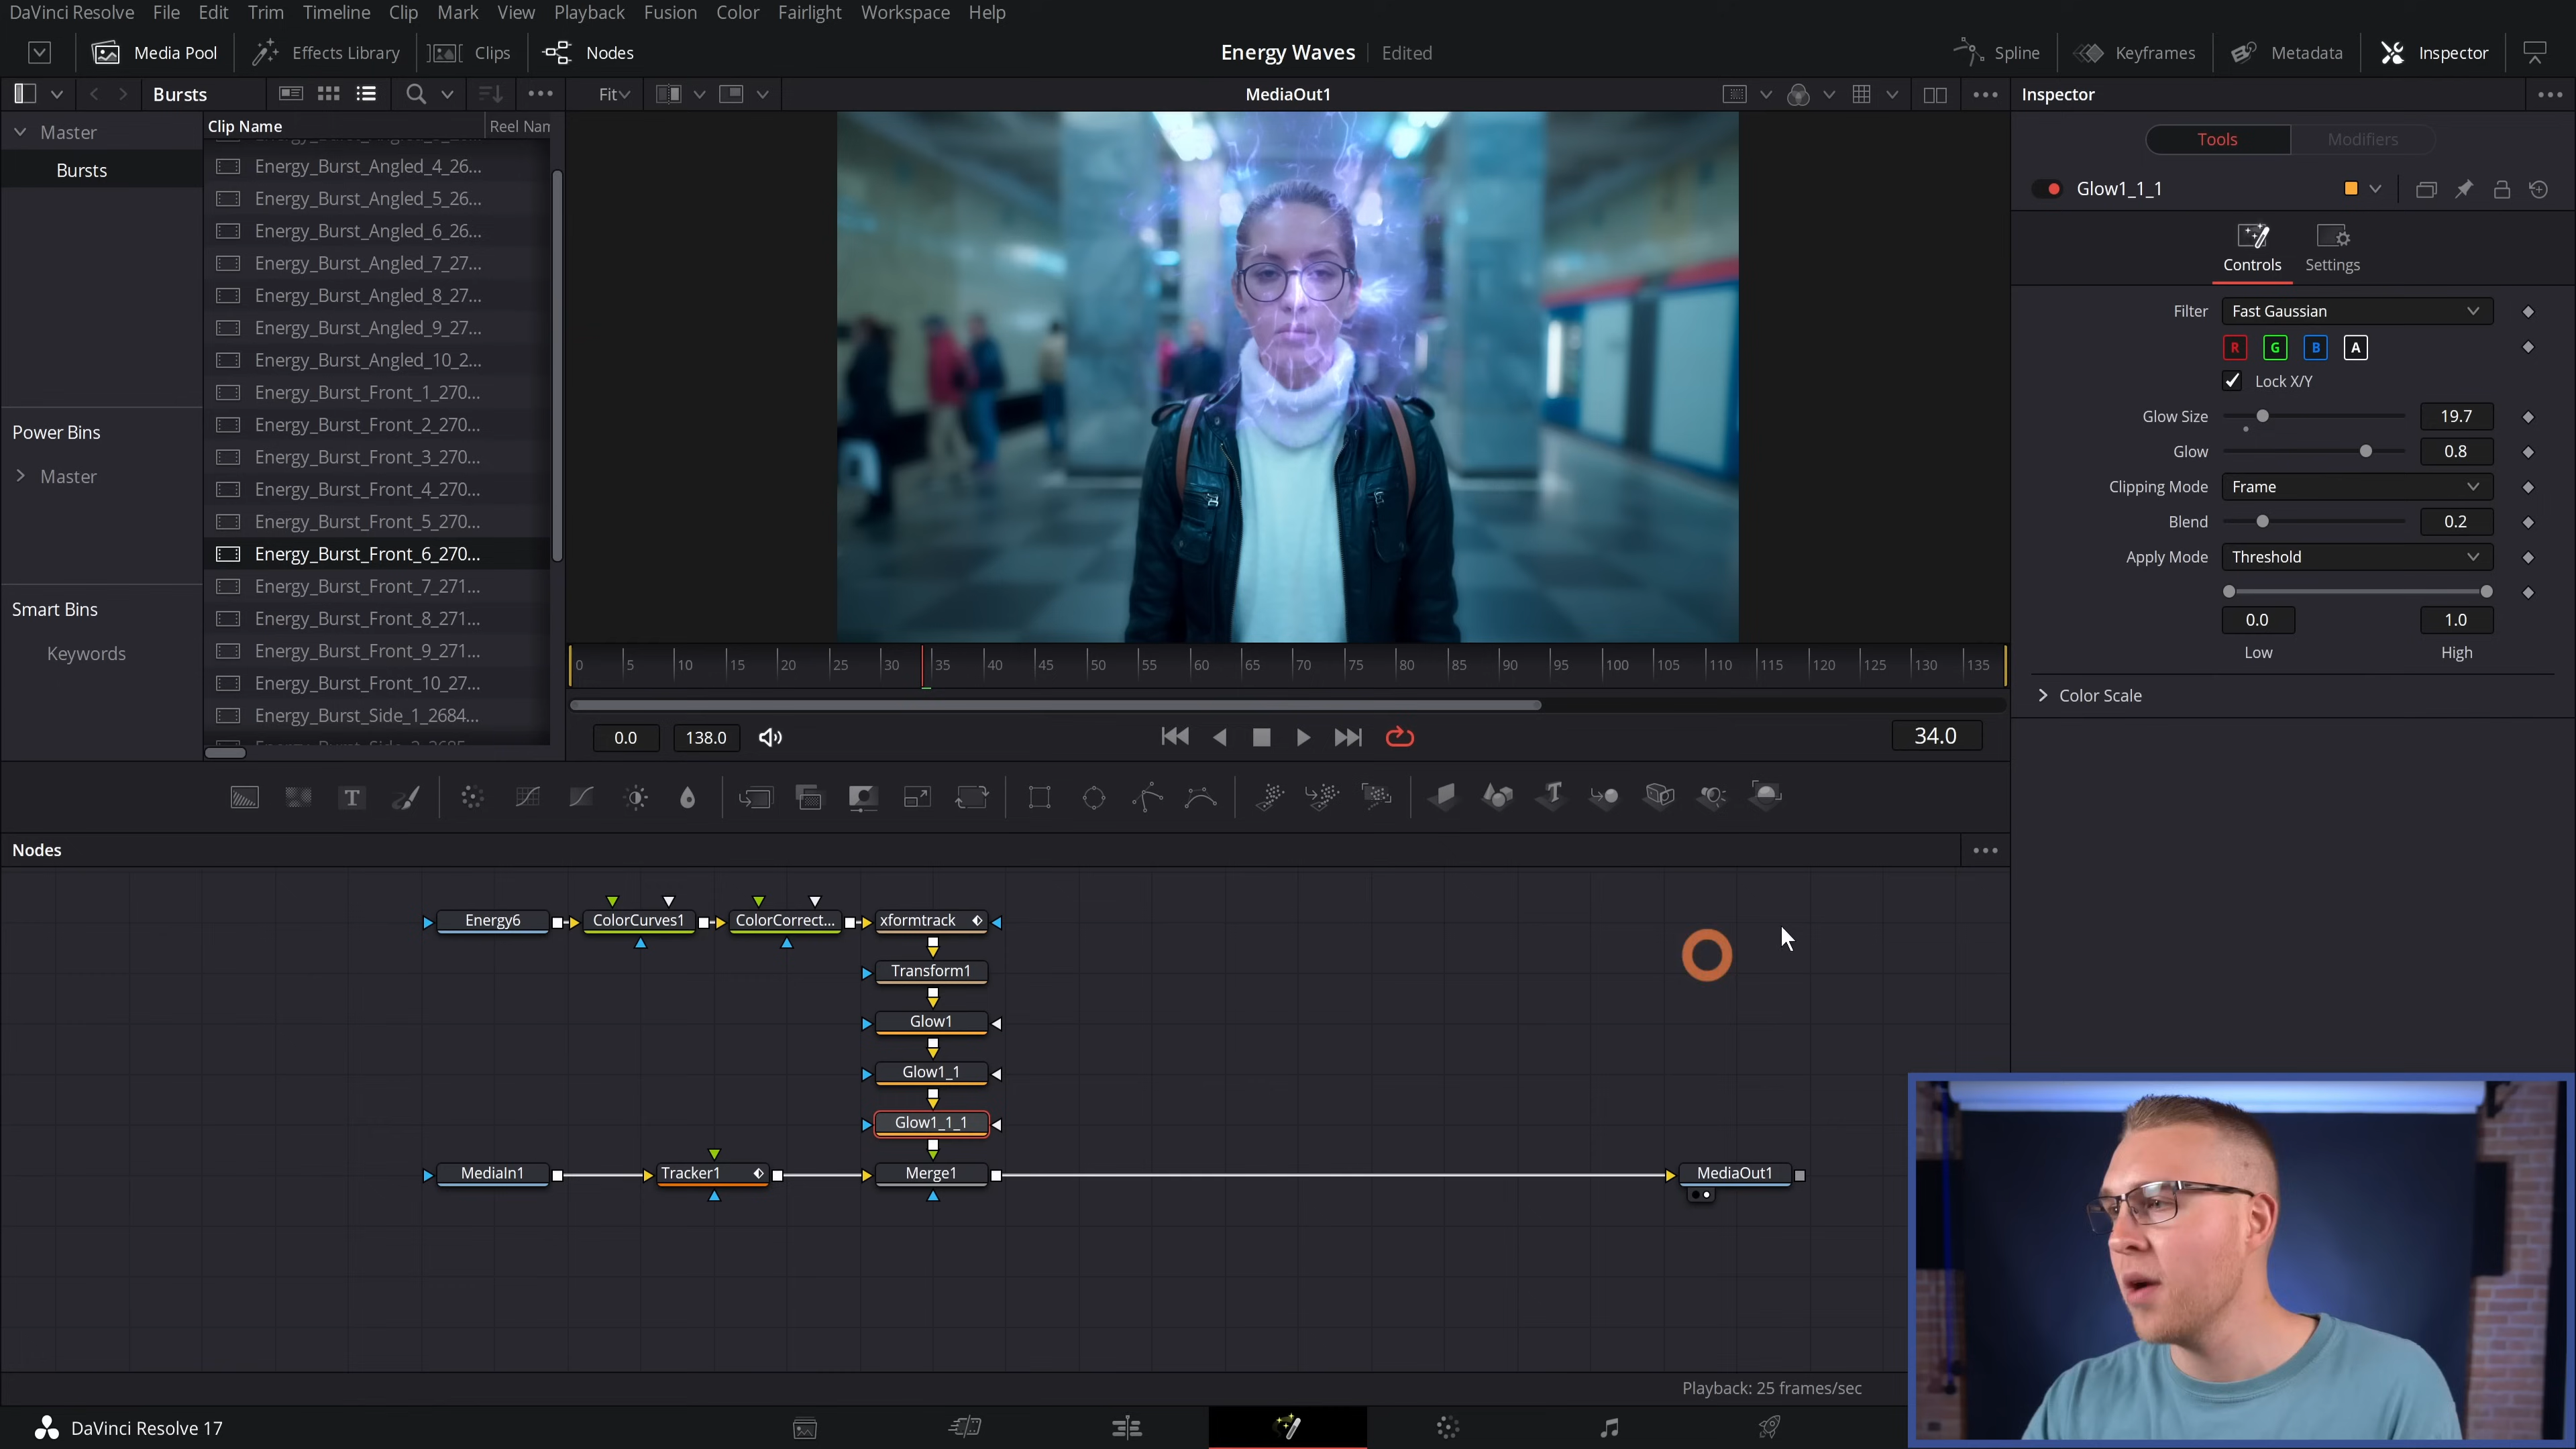 DaVinci Resolve File Edit Trim Timeline Clip Mark View Playback Fusion Color Fairlight Workspace Help
Media Pool Effects Library Clips Nodes Energy Waves Edited Spline Keyframes Metadata Inspector
Bursts Fit MediaOut1 Inspector
Master
Bursts
Power Bins
Master
Smart Bins
Keywords
Clip Name Reel Nam
Energy_Burst_Angled_4_26...
Energy_Burst_Angled_5_26...
Energy_Burst_Angled_6_26...
Energy_Burst_Angled_7_27...
Energy_Burst_Angled_8_27...
Energy_Burst_Angled_9_27...
Energy_Burst_Angled_10_2...
Energy_Burst_Front_1_270...
Energy_Burst_Front_2_270...
Energy_Burst_Front_3_270...
Energy_Burst_Front_4_270...
Energy_Burst_Front_5_270...
Energy_Burst_Front_6_270...
Energy_Burst_Front_7_271...
Energy_Burst_Front_8_271...
Energy_Burst_Front_9_271...
Energy_Burst_Front_10_27...
Energy_Burst_Side_1_2684...
0 5 10 15 20 25 30 35 40 45 50 55 60 65 70 75 80 85 90 95 100 105 110 115 120 125 130 135
0.0 138.0 34.0
Tools Modifiers
Glow1_1_1
Controls Settings
Filter Fast Gaussian
R G B A
Lock X/Y
Glow Size 19.7
Glow 0.8
Clipping Mode Frame
Blend 0.2
Apply Mode Threshold
0.0 1.0
Low High
Color Scale
T
Nodes
Energy6 ColorCurves1 ColorCorrect... xformtrack
Transform1
Glow1
Glow1_1
Glow1_1_1
MediaIn1 Tracker1 Merge1 MediaOut1
Playback: 25 frames/sec
DaVinci Resolve 17